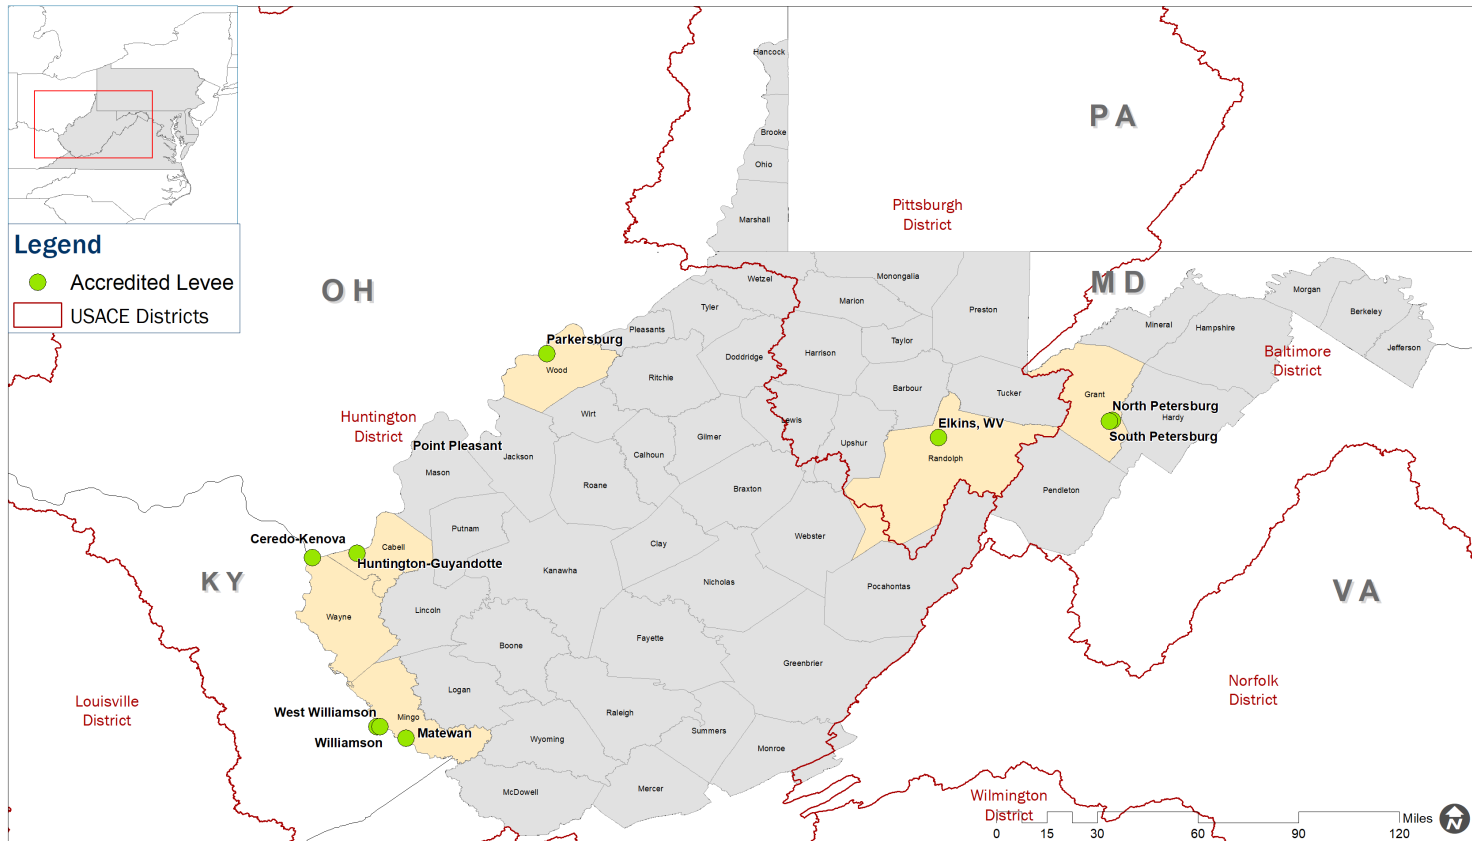 Legend
Accredited Levee
USACE Districts
OH
PA
MD
KY
VA
Pittsburgh
District
Huntington
District
Baltimore
District
Louisville
District
Norfolk
District
Wilmington
District
Hancock
Brooke
Ohio
Marshall
Wetzel
Monongalia
Marion
Preston
Tyler
Pleasants
Doddridge
Harrison
Taylor
Mineral
Hampshire
Morgan
Berkeley
Jefferson
Parkersburg
Wood
Ritchie
Barbour
Tucker
Grant
North Petersburg
Hardy
South Petersburg
Wirt
Lewis
Upshur
Elkins, WV
Randolph
Gilmer
Calhoun
Point Pleasant
Jackson
Mason
Roane
Braxton
Pendleton
Putnam
Webster
Ceredo-Kenova
Cabell
Huntington-Guyandotte
Clay
Kanawha
Nicholas
Pocahontas
Wayne
Lincoln
Boone
Fayette
Greenbrier
Logan
West Williamson
Mingo
Matewan
Williamson
Raleigh
Wyoming
Summers
Monroe
McDowell
Mercer
0 15 30 60 90 120
Miles
N